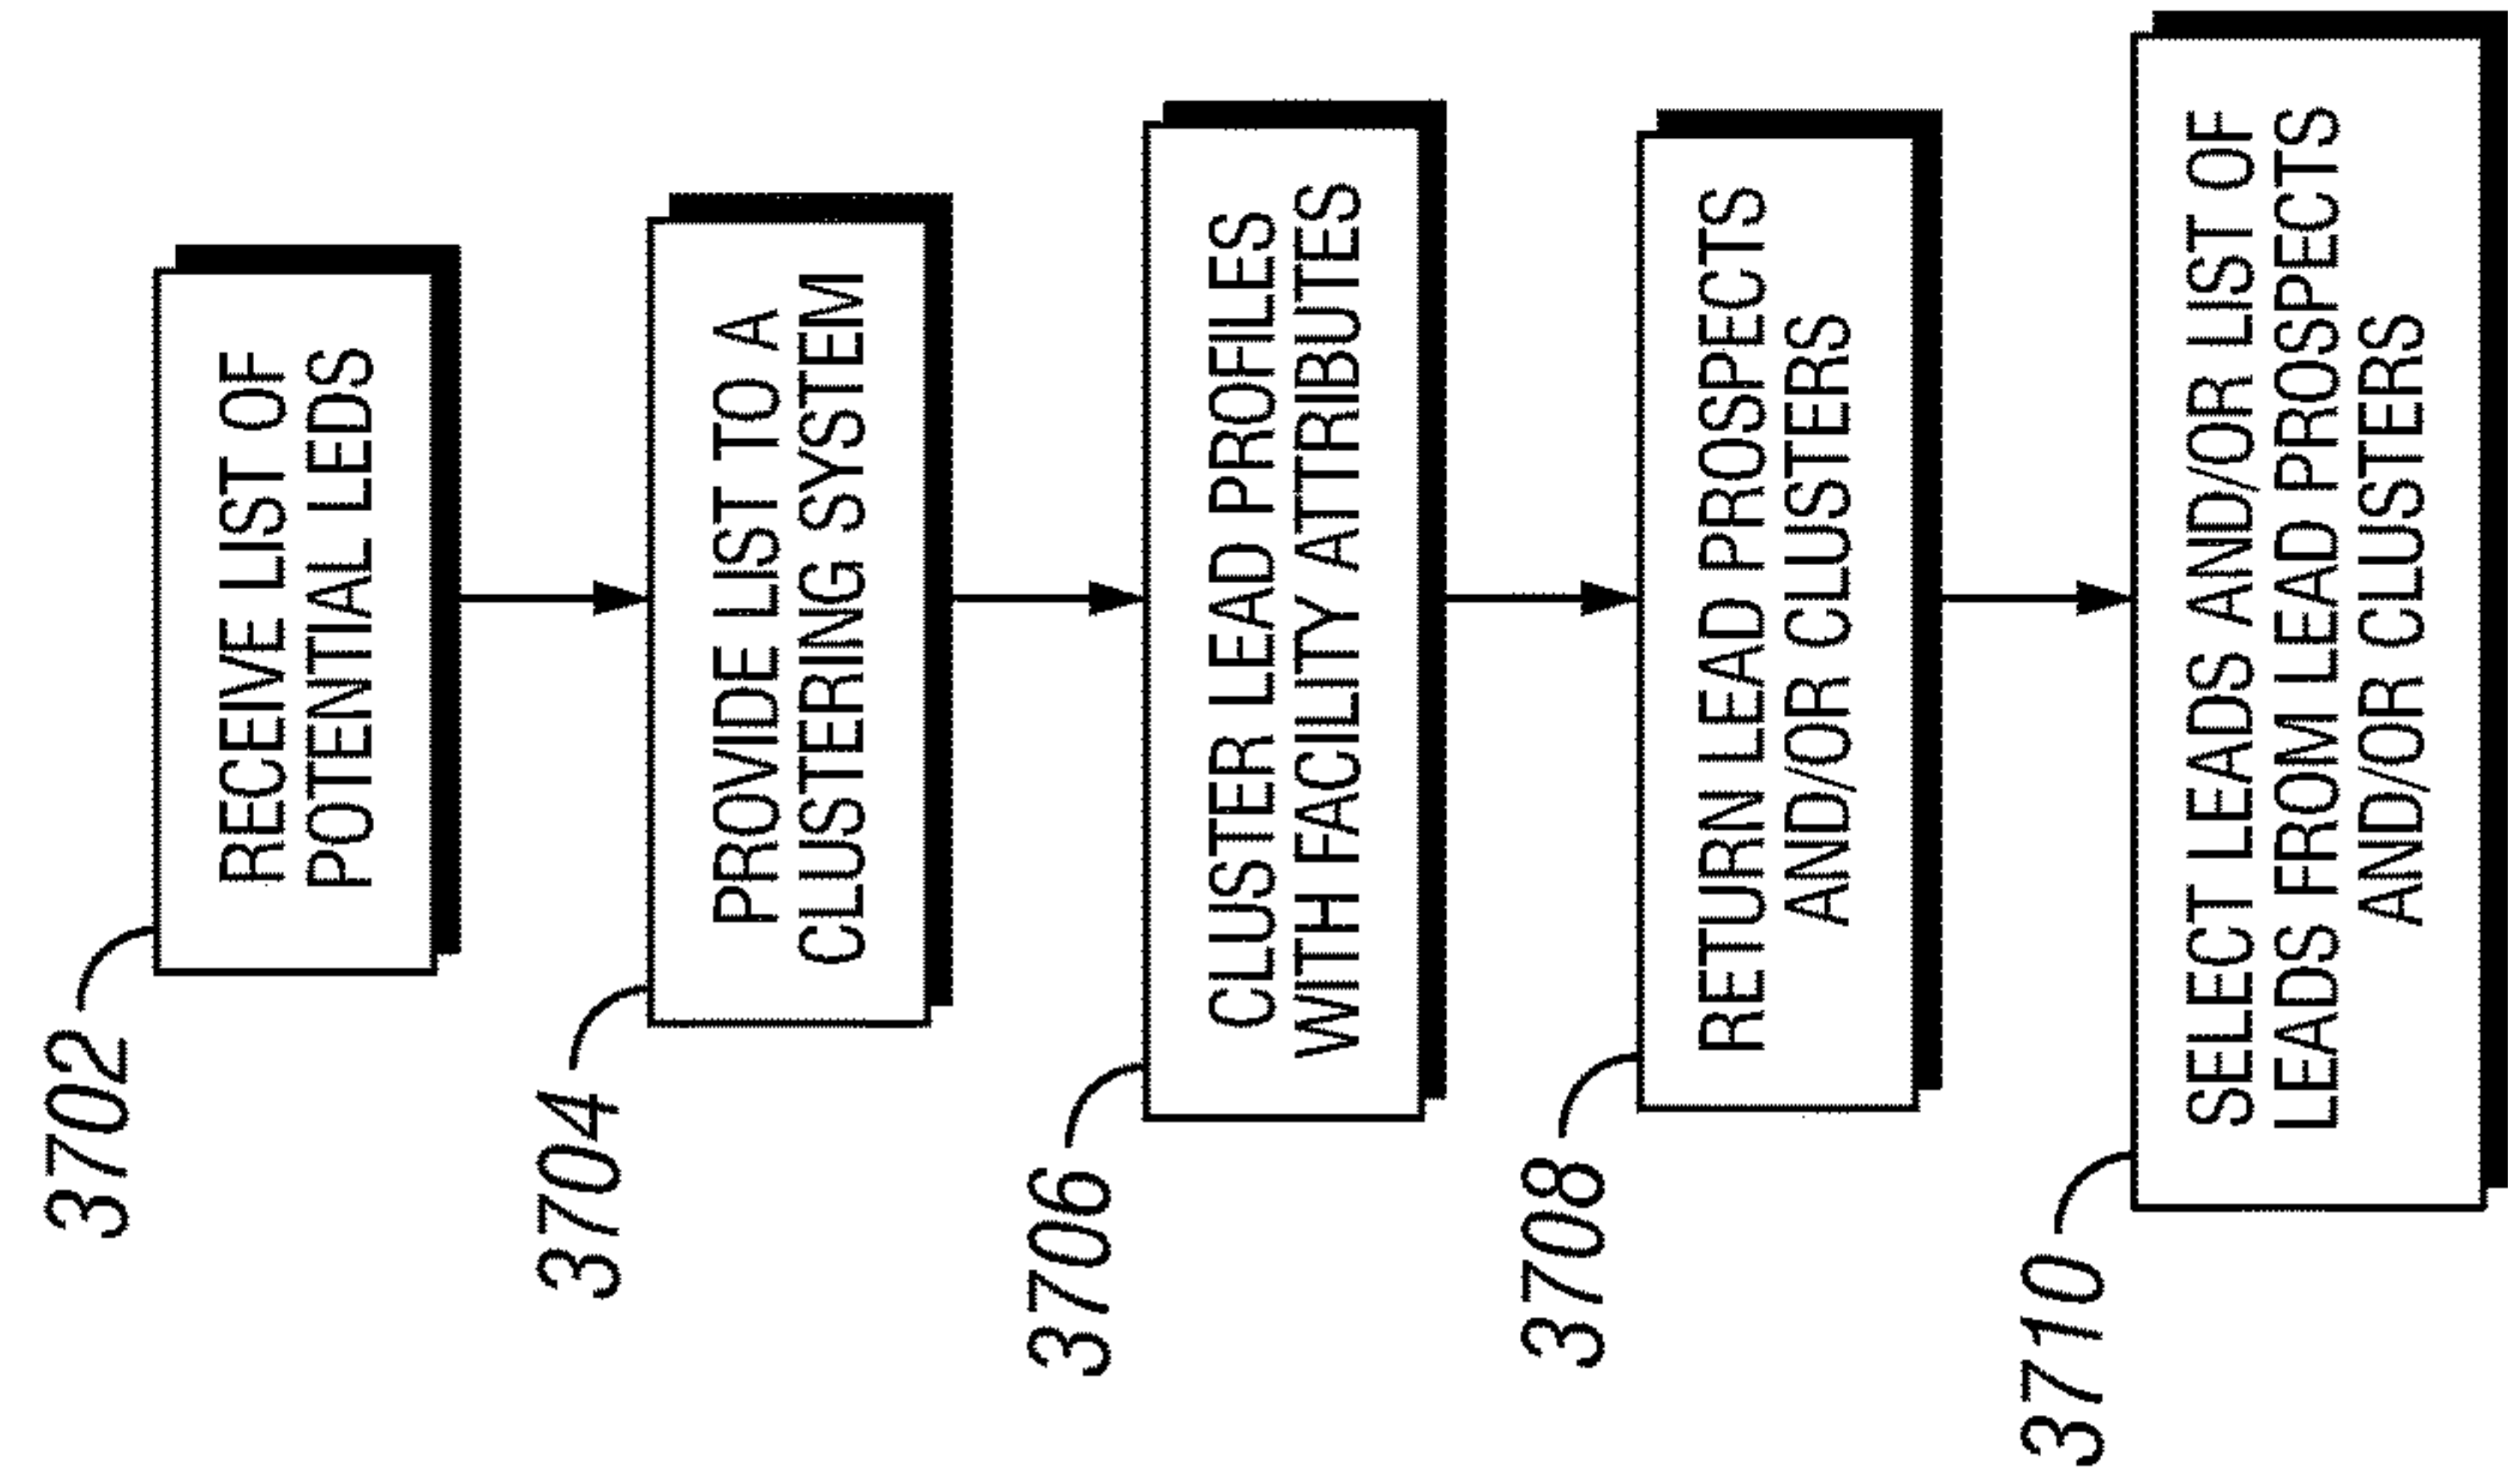 3702
RECEIVE LIST OF
POTENTIAL LEDS
3704
PROVIDE LIST TO A
CLUSTERING SYSTEM
3706
CLUSTER LEAD PROFILES
WITH FACILITY ATTRIBUTES
3708
RETURN LEAD PROSPECTS
AND/OR CLUSTERS
3710
SELECT LEADS AND/OR LIST OF
LEADS FROM LEAD PROSPECTS
AND/OR CLUSTERS